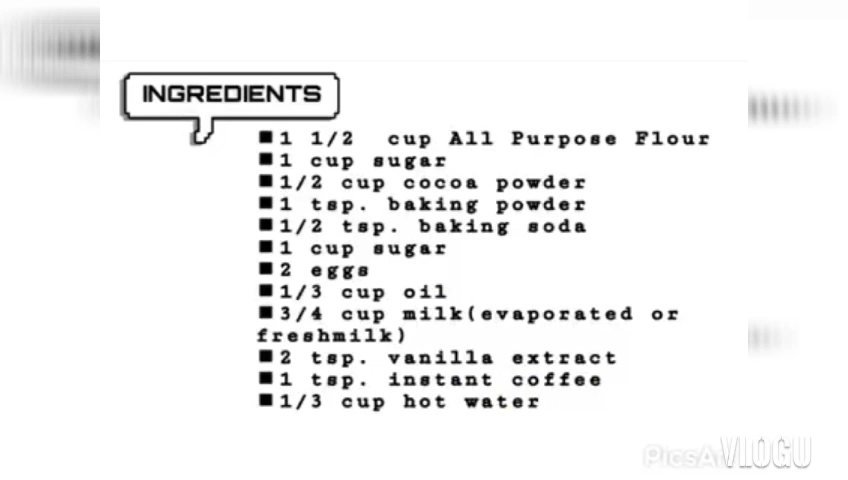 INGREDIENTS
■1 1/2 cup All Purpose Flour
■1 cup sugar
■1/2 cup cocoa powder
■1 tsp. baking powder
■1/2 tsp. baking soda
■1 cup sugar
■2 eggs
■1/3 cup oil
■3/4 cup milk(evaporated or
freshmilk)
■2 tsp. vanilla extract
■1 tsp. instant coffee
■1/3 cup hot water
VLOGU